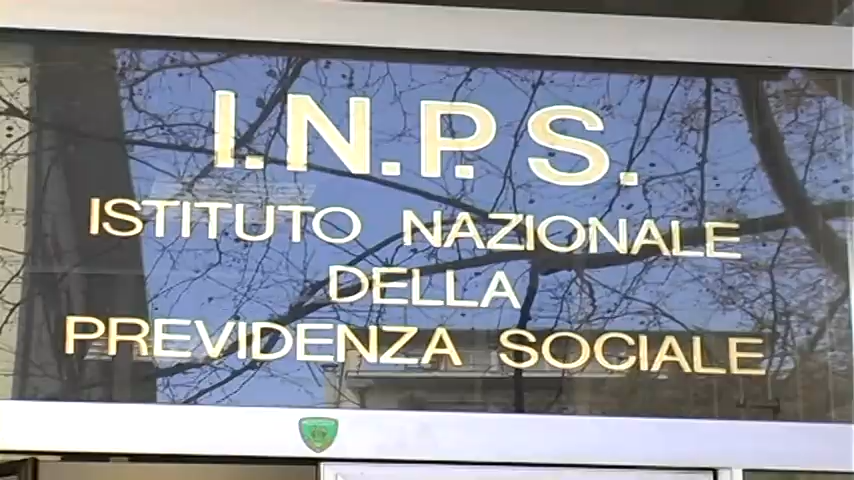 I.N.P.S.
ISTITUTO NAZIONALE
DELLA
PREVIDENZA SOCIALE